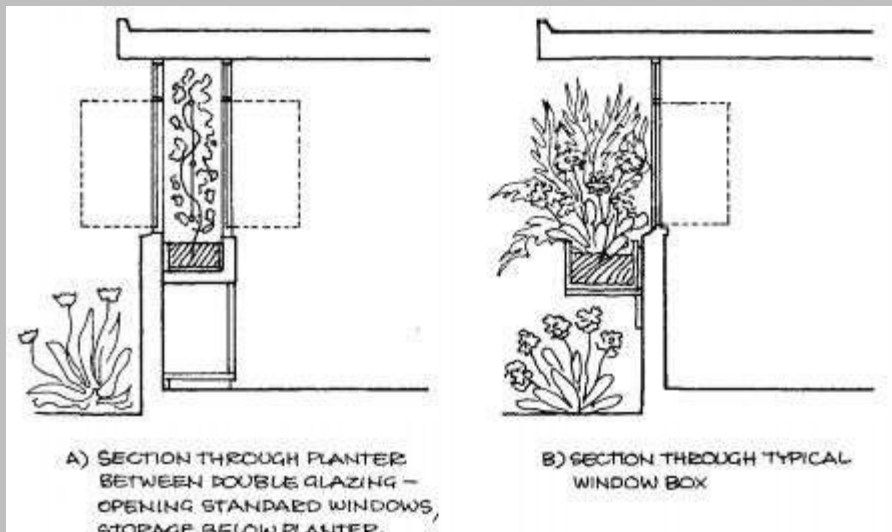 A) SECTION THROUGH PLANTER
BETWEEN DOUBLE GLAZING –
OPENING STANDARD WINDOWS,
STORAGE BELOW PLANTER
B) SECTION THROUGH TYPICAL
WINDOW BOX